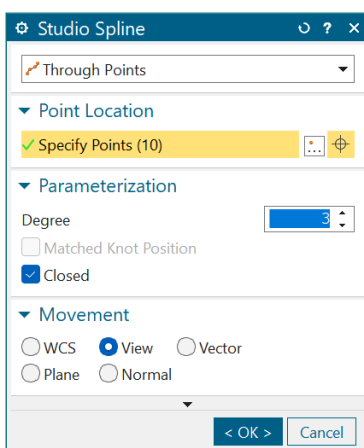 Studio Spline ?
Through Points
Point Location
Specify Points (10)
Parameterization
Degree 3
Matched Knot Position
Closed
Movement
WCS View Vector
Plane Normal
< OK > Cancel